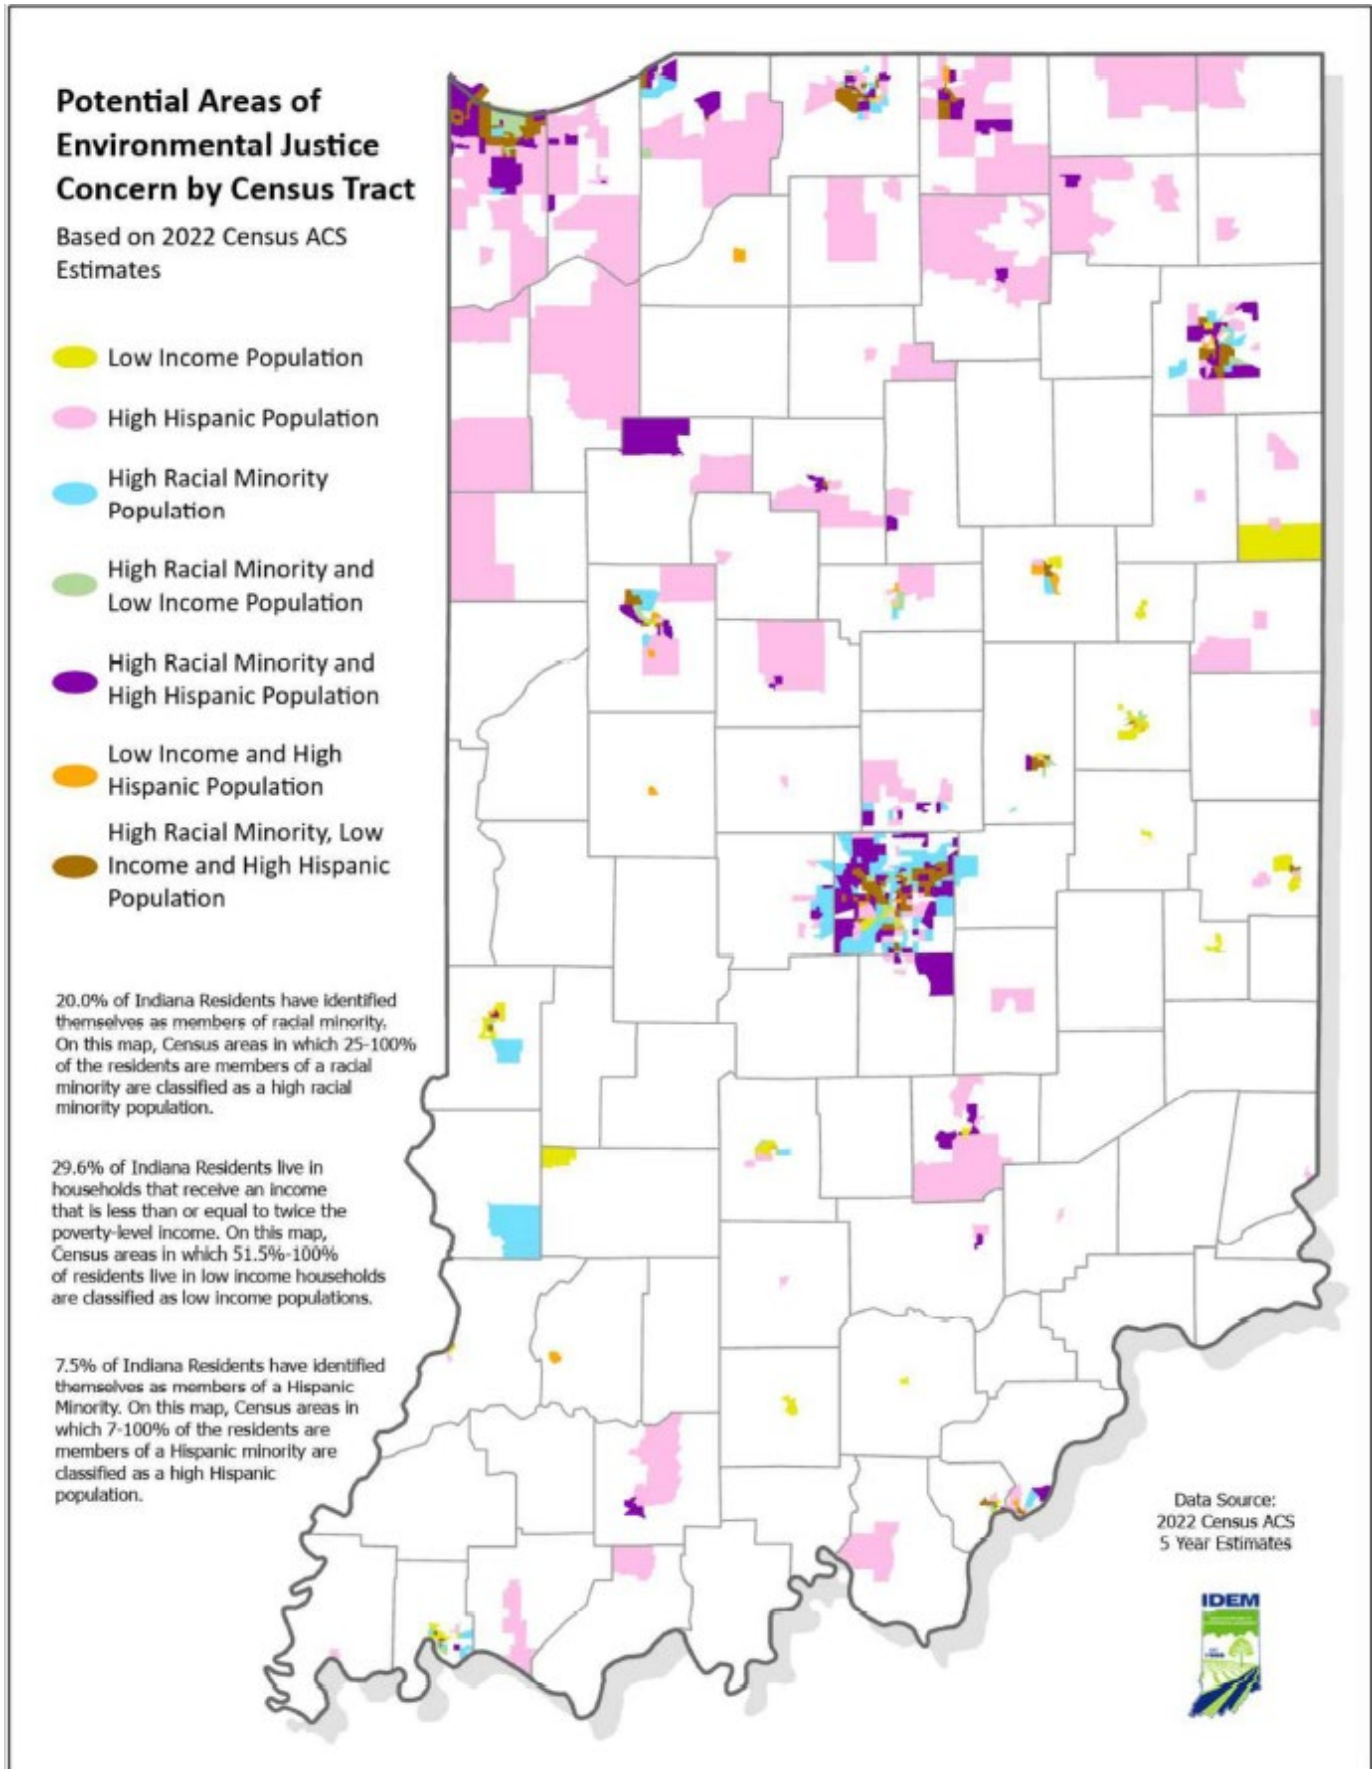 Potential Areas of
Environmental Justice
Concern by Census Tract
Based on 2022 Census ACS
Estimates
Low Income Population
High Hispanic Population
High Racial Minority
Population
High Racial Minority and
Low Income Population
High Racial Minority and
High Hispanic Population
Low Income and High
Hispanic Population
High Racial Minority, Low
Income and High Hispanic
Population
20.0% of Indiana Residents have identified
themselves as members of racial minority.
On this map, Census areas in which 25-100%
of the residents are members of a racial
minority are classified as a high racial
minority population.
29.6% of Indiana Residents live in
households that receive an income
that is less than or equal to twice the
poverty-level income. On this map,
Census areas in which 51.5%-100%
of residents live in low income households
are classified as low income populations.
7.5% of Indiana Residents have identified
themselves as members of a Hispanic
Minority. On this map, Census areas in
which 7-100% of the residents are
members of a Hispanic minority are
classified as a high Hispanic
population.
Data Source:
2022 Census ACS
5 Year Estimates
IDEM